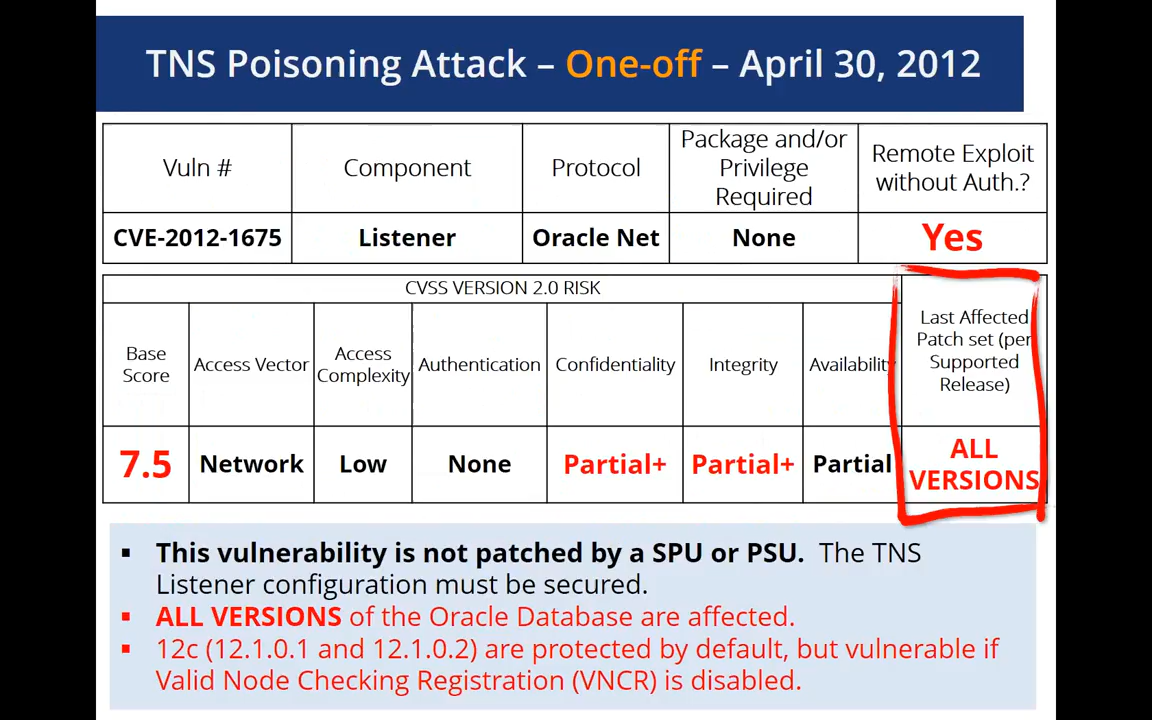 TNS Poisoning Attack – One-off – April 30, 2012
Vuln #
Component
Protocol
Package and/or
Privilege
Required
Remote Exploit
without Auth.?
CVE-2012-1675
Listener
Oracle Net
None
Yes
CVSS VERSION 2.0 RISK
Last Affected
Patch set (per
Supported
Release)
Base
Score
Access Vector
Access
Complexity
Authentication
Confidentiality
Integrity
Availability
7.5
Network
Low
None
Partial+
Partial+
Partial
ALL
VERSIONS
▪ This vulnerability is not patched by a SPU or PSU. The TNS
Listener configuration must be secured.
▪ ALL VERSIONS of the Oracle Database are affected.
▪ 12c (12.1.0.1 and 12.1.0.2) are protected by default, but vulnerable if
Valid Node Checking Registration (VNCR) is disabled.